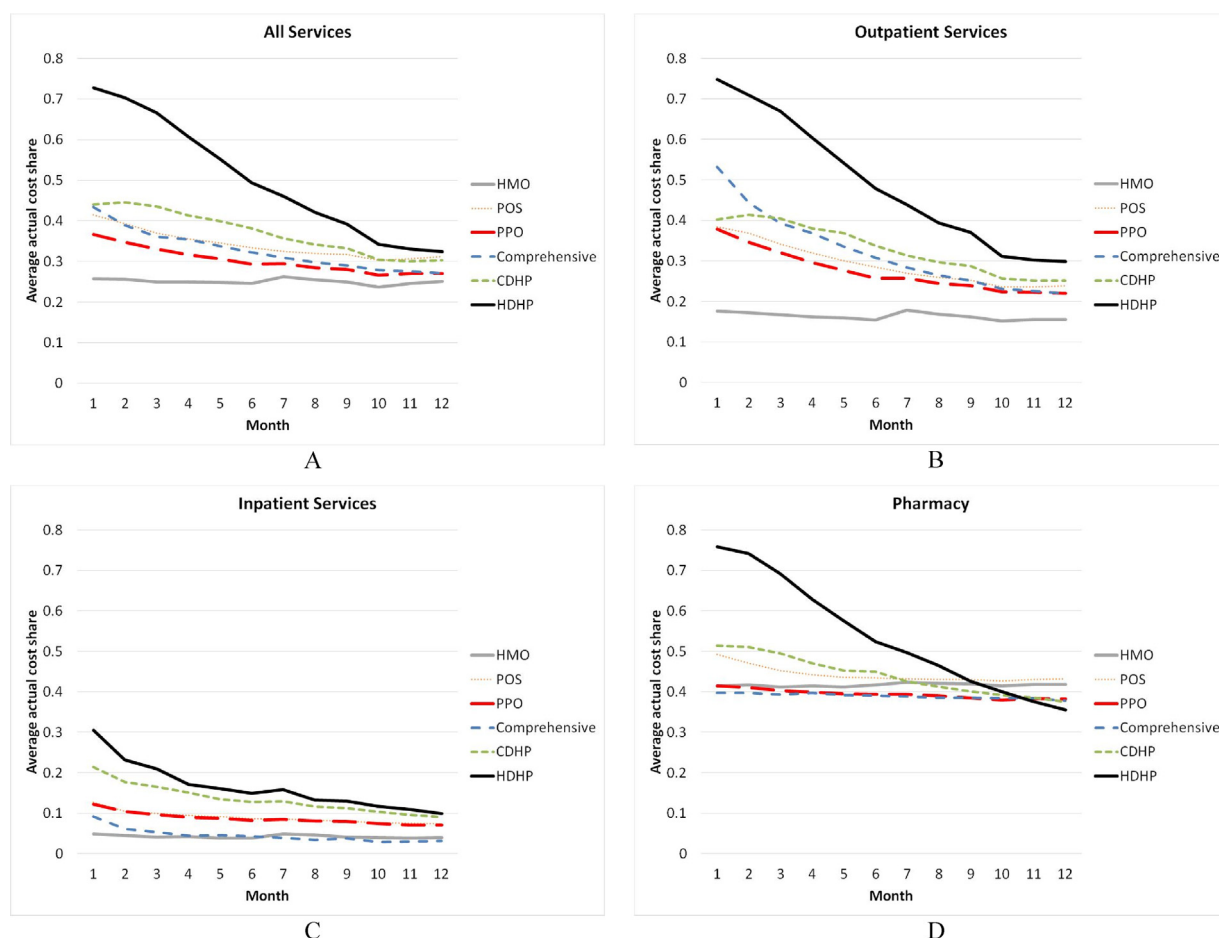 All Services
Average actual cost share
0.8
0.7
0.6
0.5
0.4
0.3
0.2
0.1
0
1 2 3 4 5 6 7 8 9 10 11 12
Month
HMO
POS
PPO
Comprehensive
CDHP
HDHP
A
Outpatient Services
Average actual cost share
0.8
0.7
0.6
0.5
0.4
0.3
0.2
0.1
0
1 2 3 4 5 6 7 8 9 10 11 12
Month
HMO
POS
PPO
Comprehensive
CDHP
HDHP
B
Inpatient Services
Average actual cost share
0.8
0.7
0.6
0.5
0.4
0.3
0.2
0.1
0
1 2 3 4 5 6 7 8 9 10 11 12
Month
HMO
POS
PPO
Comprehensive
CDHP
HDHP
C
Pharmacy
Average actual cost share
0.8
0.7
0.6
0.5
0.4
0.3
0.2
0.1
0
1 2 3 4 5 6 7 8 9 10 11 12
Month
HMO
POS
PPO
Comprehensive
CDHP
HDHP
D